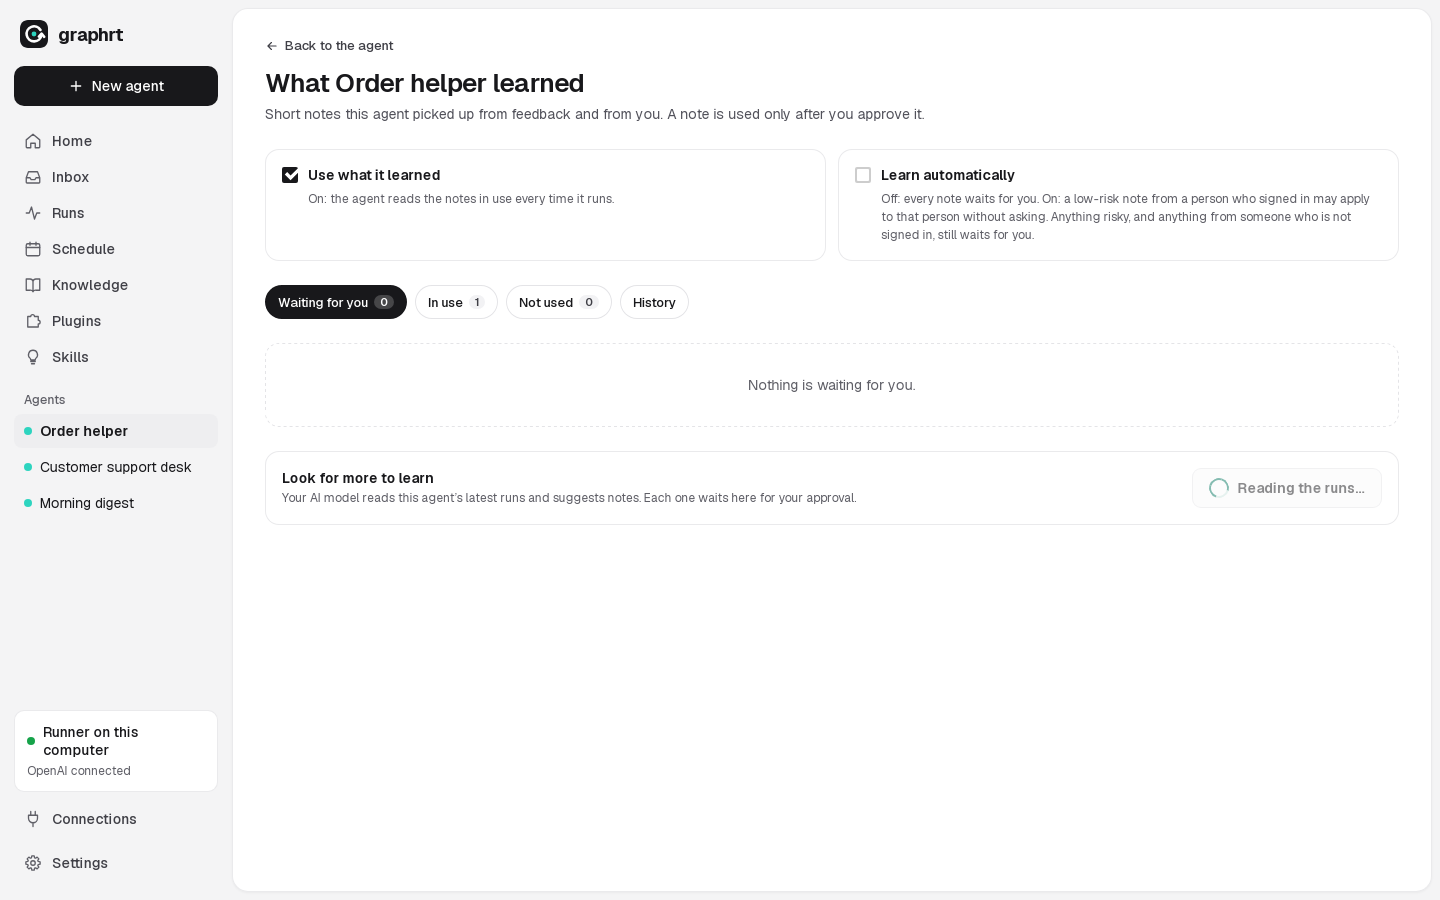 graphrt
New agent
Home
Inbox
Runs
Schedule
Knowledge
Plugins
Skills
Agents
Order helper
Customer support desk
Morning digest
Runner on this
computer
OpenAI connected
Connections
Settings
Back to the agent
What Order helper learned
Short notes this agent picked up from feedback and from you. A note is used only after you approve it.
Use what it learned
On: the agent reads the notes in use every time it runs.
Learn automatically
Off: every note waits for you. On: a low-risk note from a person who signed in may apply
to that person without asking. Anything risky, and anything from someone who is not
signed in, still waits for you.
Waiting for you 0
In use 1
Not used 0
History
Nothing is waiting for you.
Look for more to learn
Your AI model reads this agent's latest runs and suggests notes. Each one waits here for your approval.
Reading the runs...